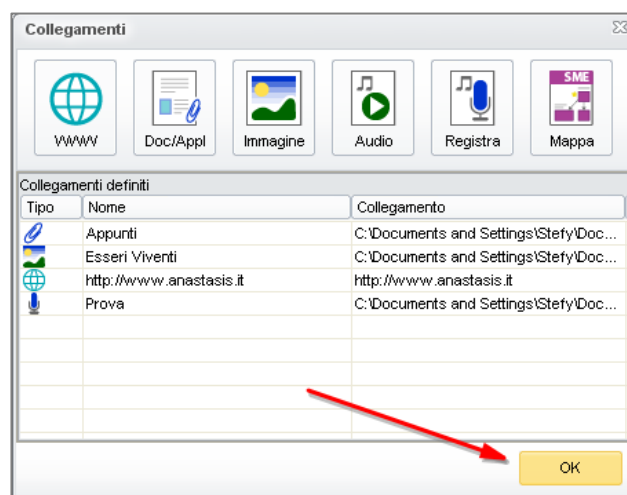 Collegamenti
SME
WWW Doc/Appl Immagine Audio Registra Mappa
Collegamenti definiti
Tipo Nome Collegamento
Appunti C:\Documents and Settings\Stefy\Doc...
Esseri Viventi C:\Documents and Settings\Stefy\Doc...
http://www.anastasis.it http://www.anastasis.it
Prova C:\Documents and Settings\Stefy\Doc...
OK